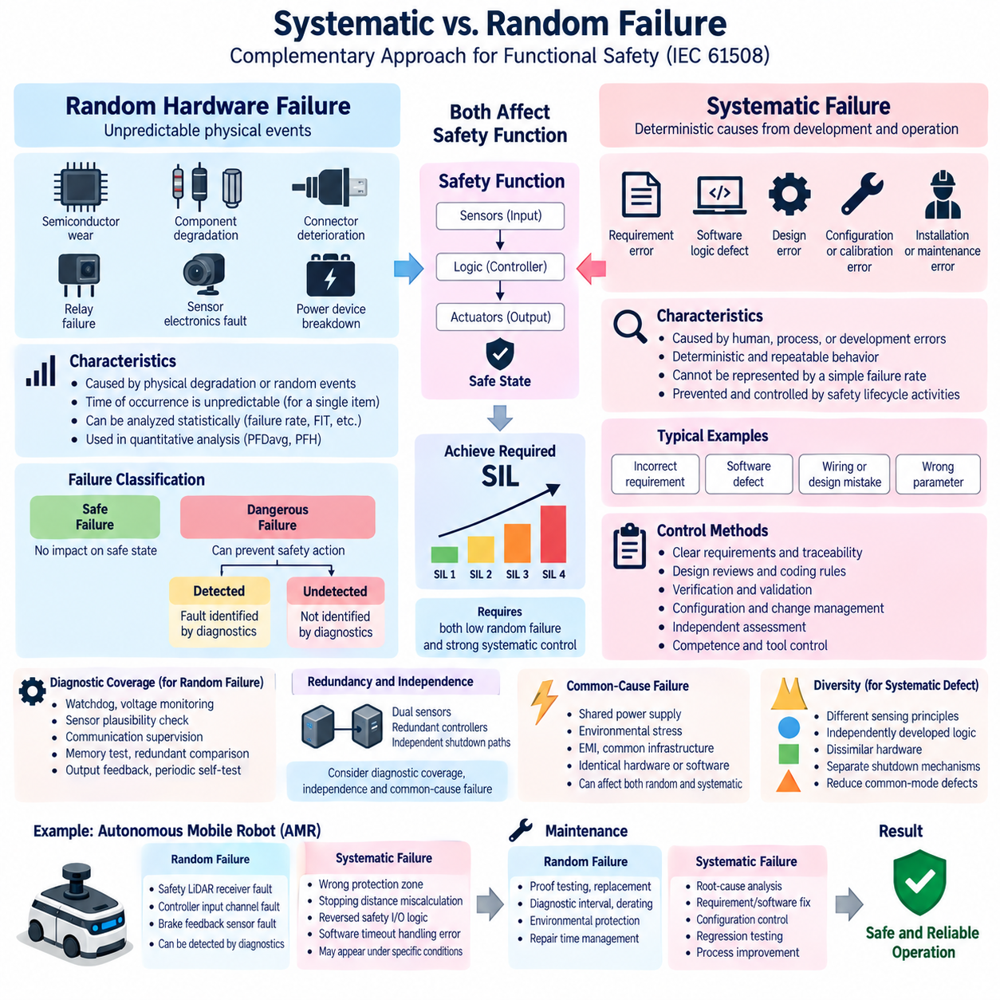 Systematic vs. Random Failure
Complementary Approach for Functional Safety (IEC 61508)
Random Hardware Failure
Unpredictable physical events
Semiconductor
wear
Component
degradation
Connector
deterioration
Relay
failure
Sensor
electronics fault
Power device
breakdown
Characteristics
• Caused by physical degradation or random events
• Time of occurrence is unpredictable (for a single item)
• Can be analyzed statistically (failure rate, FIT, etc.)
• Used in quantitative analysis (PFDavg, PFH)
Failure Classification
Safe
Failure
No impact on safe state
Dangerous
Failure
Can prevent safety action
Detected
Fault identified
by diagnostics
Undetected
Not identified
by diagnostics
Both Affect
Safety Function
Safety Function
Sensors (Input)
Logic (Controller)
Actuators (Output)
Safe State
Achieve Required
SIL
SIL 1
SIL 2
SIL 3
SIL 4
Requires
both low random failure
and strong systematic control
Systematic Failure
Deterministic causes from development and operation
Requirement
error
</>
Software
logic defect
Design
error
Configuration
or calibration
error
Installation
or maintenance
error
Characteristics
• Caused by human, process, or development errors
• Deterministic and repeatable behavior
• Cannot be represented by a simple failure rate
• Prevented and controlled by safety lifecycle activities
Typical Examples
Incorrect
requirement
Software
defect
Wiring or
design mistake
Wrong
parameter
Control Methods
• Clear requirements and traceability
• Design reviews and coding rules
• Verification and validation
• Configuration and change management
• Independent assessment
• Competence and tool control
Diagnostic Coverage (for Random Failure)
• Watchdog, voltage monitoring
• Sensor plausibility check
• Communication supervision
• Memory test, redundant comparison
• Output feedback, periodic self-test
Redundancy and Independence
Dual sensors
Redundant controllers
Independent shutdown paths
Consider diagnostic coverage,
independence and common-cause failure
Common-Cause Failure
• Shared power supply
• Environmental stress
• EMI, common infrastructure
• Identical hardware or software
• Can affect both random and systematic
Diversity (for Systematic Defect)
• Different sensing principles
• Independently developed logic
• Dissimilar hardware
• Separate shutdown mechanisms
• Reduce common-mode defects
Example: Autonomous Mobile Robot (AMR)
Random Failure
• Safety LiDAR receiver fault
• Controller input channel fault
• Brake feedback sensor fault
• Can be detected by diagnostics
Systematic Failure
• Wrong protection zone
• Stopping distance miscalculation
• Reversed safety I/O logic
• Software timeout handling error
• May appear under specific conditions
Maintenance
Random Failure
• Proof testing, replacement
• Diagnostic interval, derating
• Environmental protection
• Repair time management
Systematic Failure
• Root-cause analysis
• Requirement/software fix
• Configuration control
• Regression testing
• Process improvement
Result
Safe and Reliable
Operation